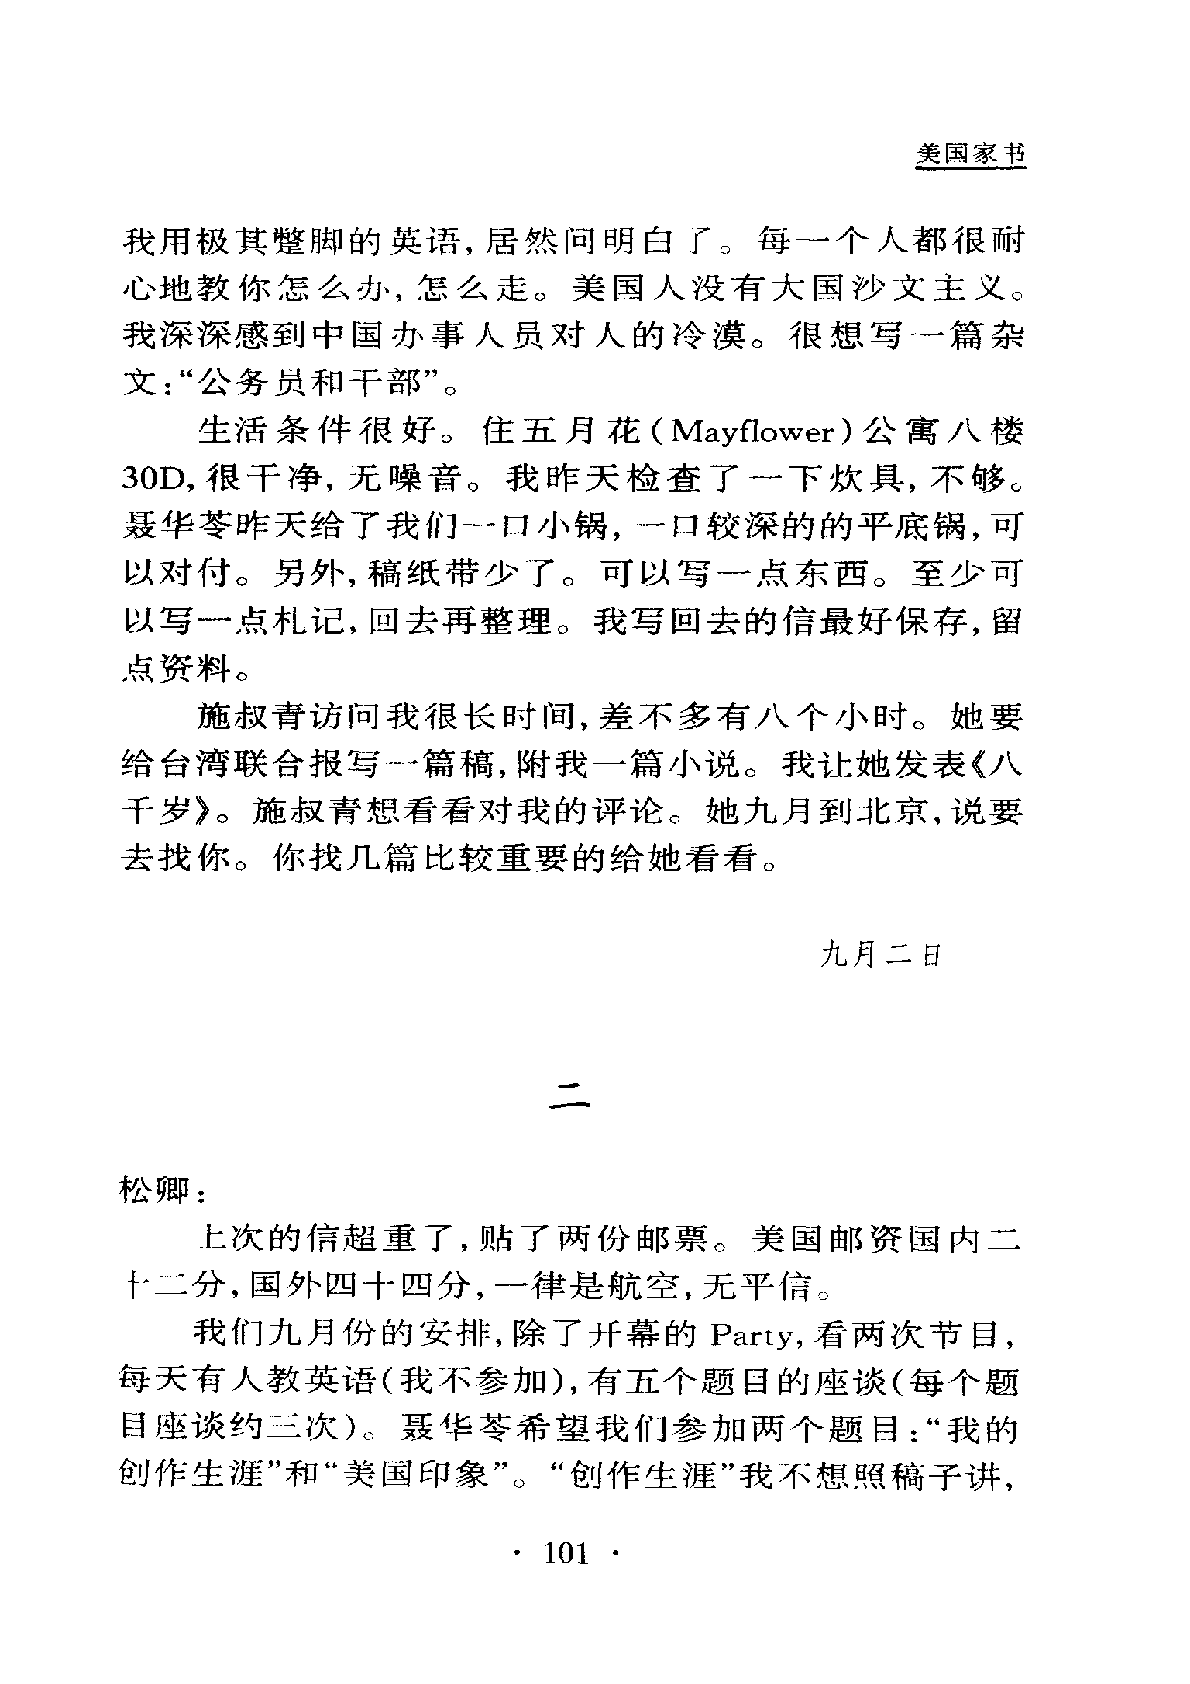 美国家书
我用极其蹩脚的英语，居然问明白了。每一个人都很耐
心地教你怎么办，怎么走。美国人没有大国沙文主义。
我深深感到中国办事人员对人的冷漠。很想写一篇杂
文：“公务员和干部”。
生活条件很好。住五月花（Mayflower）公寓八楼
30D，很干净，无噪音。我昨天检查了一下炊具，不够。
聂华苓昨天给了我们一口小锅，一口较深的的平底锅，可
以对付。另外，稿纸带少了。可以写一点东西。至少可
以写一点札记，回去再整理。我写回去的信最好保存，留
点资料。
施叔青访问我很长时间，差不多有八个小时。她要
给台湾联合报写一篇稿，附我一篇小说。我让她发表《八
千岁》。施叔青想看看对我的评论。她九月到北京，说要
去找你。你找几篇比较重要的给她看看。
九月二日
二
松卿：
上次的信超重了，贴了两份邮票。美国邮资国内二
十二分，国外四十四分，一律是航空，无平信。
我们九月份的安排，除了开幕的 Party，看两次节目，
每天有人教英语（我不参加），有五个题目的座谈（每个题
目座谈约三次）。聂华苓希望我们参加两个题目：“我的
创作生涯”和“美国印象”。“创作生涯”我不想照稿子讲，
· 101 ·